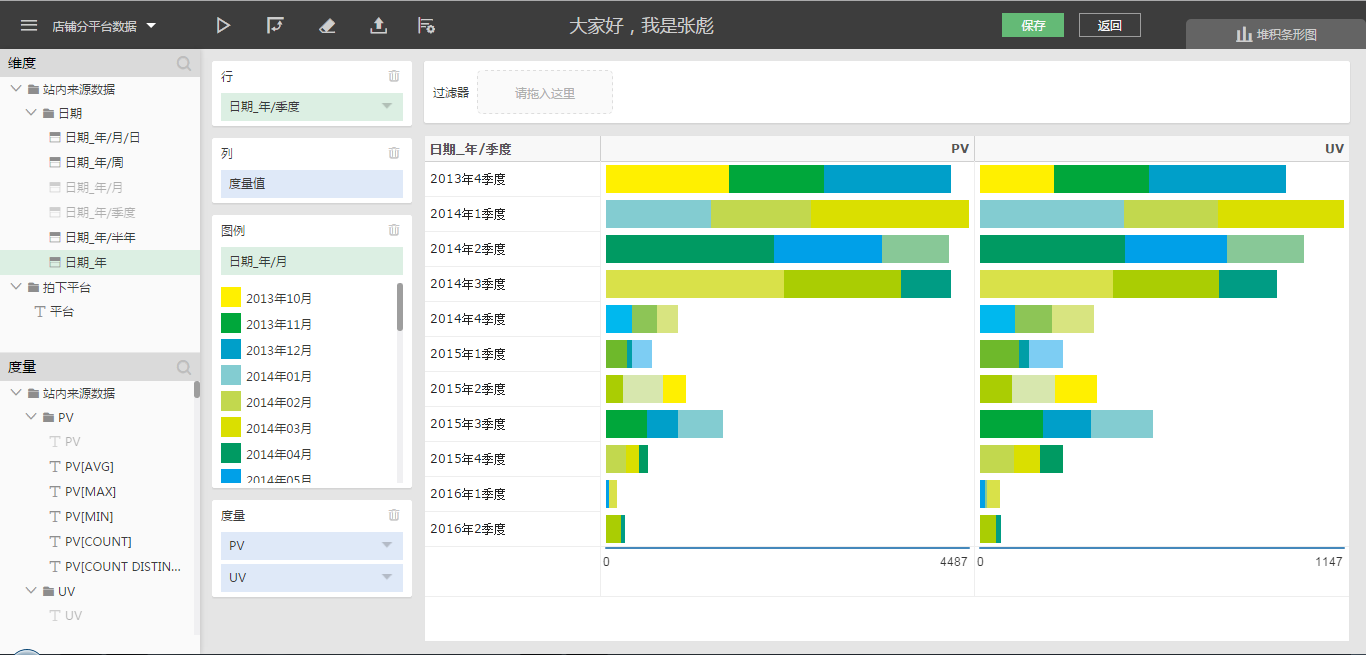 店铺分平台数据
大家好，我是张彪
保存
返回
堆积条形图
维度
站内来源数据
日期
日期_年/月/日
日期_年/周
日期_年/月
日期_年/季度
日期_年/半年
日期_年
拍下平台
平台
度量
站内来源数据
PV
PV
PV[AVG]
PV[MAX]
PV[MIN]
PV[COUNT]
PV[COUNT DISTIN...
UV
UV
行
日期_年/季度
列
度量值
图例
日期_年/月
2013年10月
2013年11月
2013年12月
2014年01月
2014年02月
2014年03月
2014年04月
2014年05月
度量
PV
UV
过滤器
请拖入这里
日期_年/季度 PV UV
2013年4季度
2014年1季度
2014年2季度
2014年3季度
2014年4季度
2015年1季度
2015年2季度
2015年3季度
2015年4季度
2016年1季度
2016年2季度
0 4487 0 1147